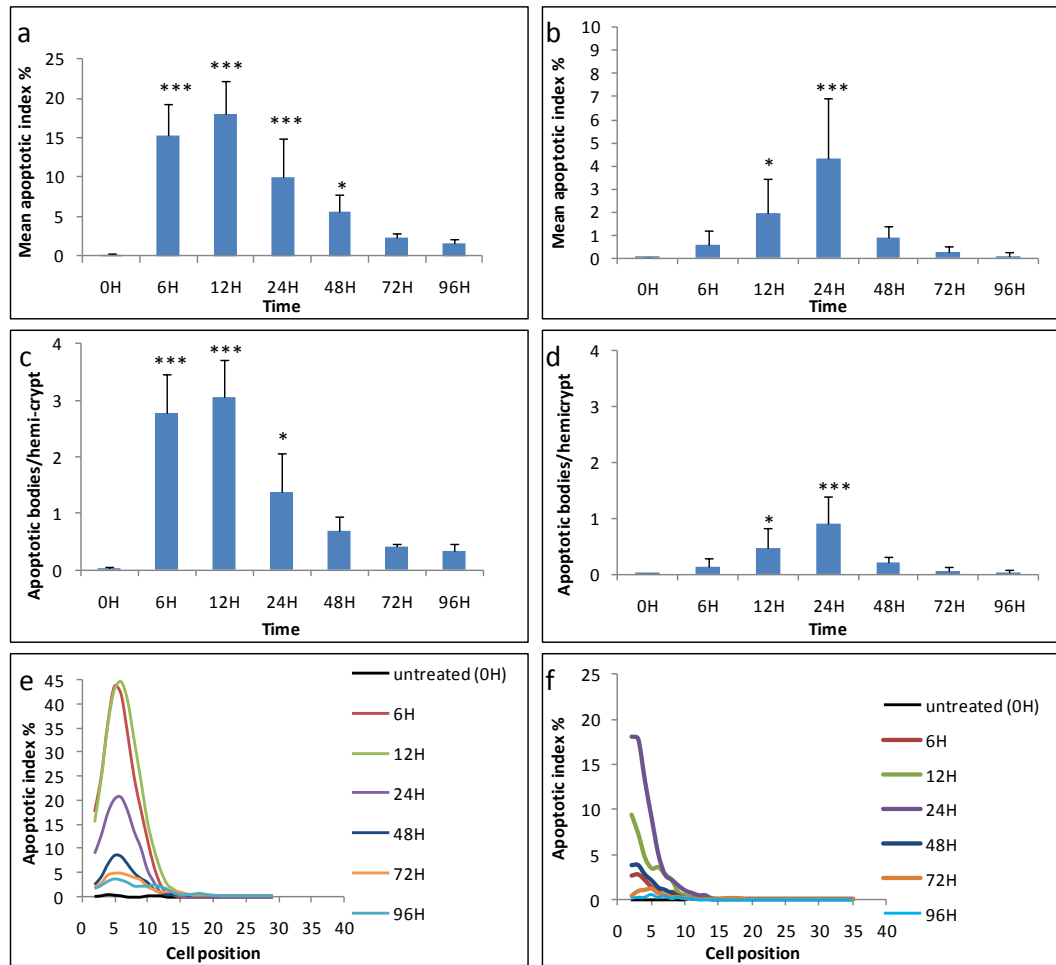 a
Mean apoptotic index %
25
20
15
10
5
0
***
***
***
*
0H 6H 12H 24H 48H 72H 96H
Time
b
Mean apoptotic index %
10
9
8
7
6
5
4
3
2
1
0
*
***
0H 6H 12H 24H 48H 72H 96H
Time
c
Apoptotic bodies/hemi-crypt
4
3
2
1
0
***
***
*
0H 6H 12H 24H 48H 72H 96H
Time
d
Apoptotic bodies/hemicrypt
4
3
2
1
0
*
***
0H 6H 12H 24H 48H 72H 96H
Time
e
Apoptotic index %
45
40
35
30
25
20
15
10
5
0
0 5 10 15 20 25 30 35 40
Cell position
untreated (0H)
6H
12H
24H
48H
72H
96H
f
Apoptotic index %
25
20
15
10
5
0
0 5 10 15 20 25 30 35 40
Cell position
untreated (0H)
6H
12H
24H
48H
72H
96H